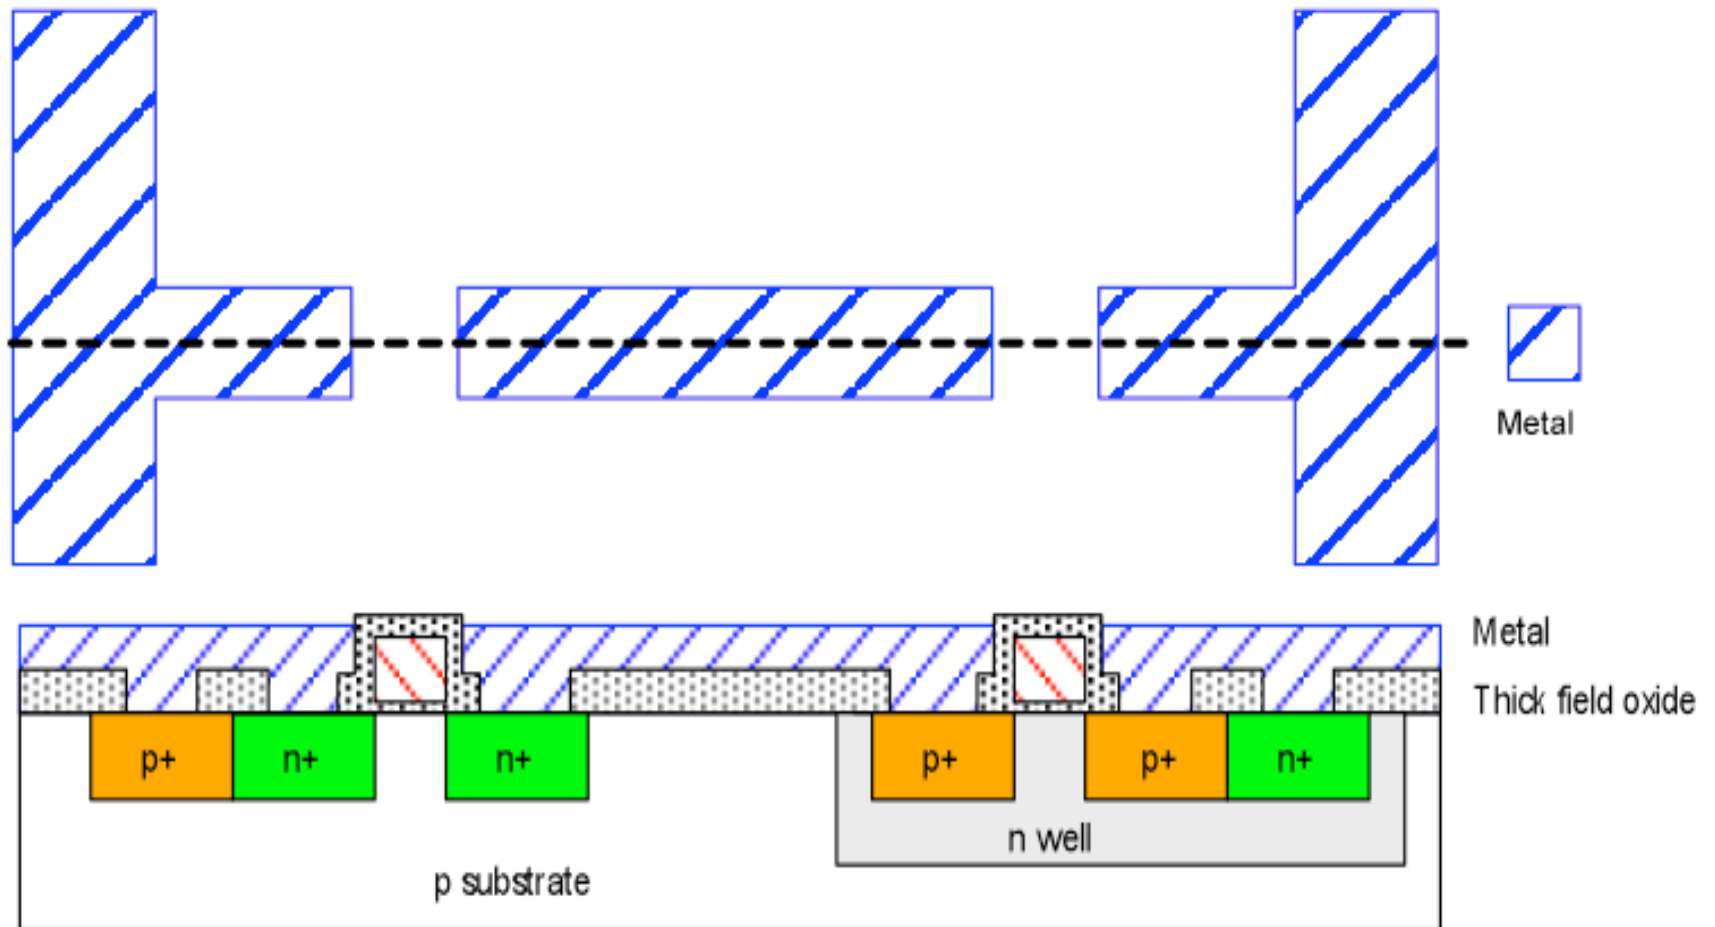 Metal
Metal
Thick field oxide
p+ n+ n+ p+ p+ n+
n well
p substrate